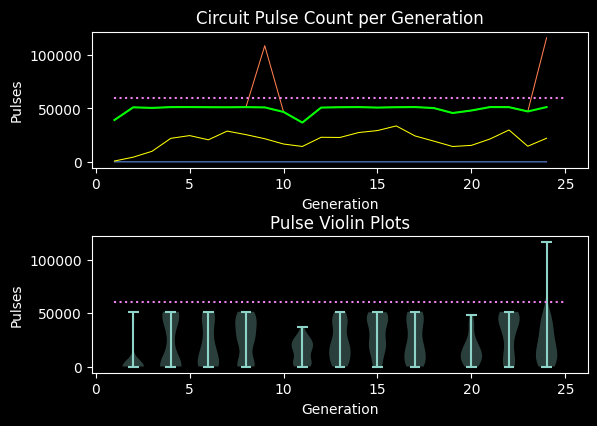 Circuit Pulse Count per Generation
Pulses
100000
50000
0
0 5 10 15 20 25
Generation
Pulse Violin Plots
Pulses
100000
50000
0
0 5 10 15 20 25
Generation